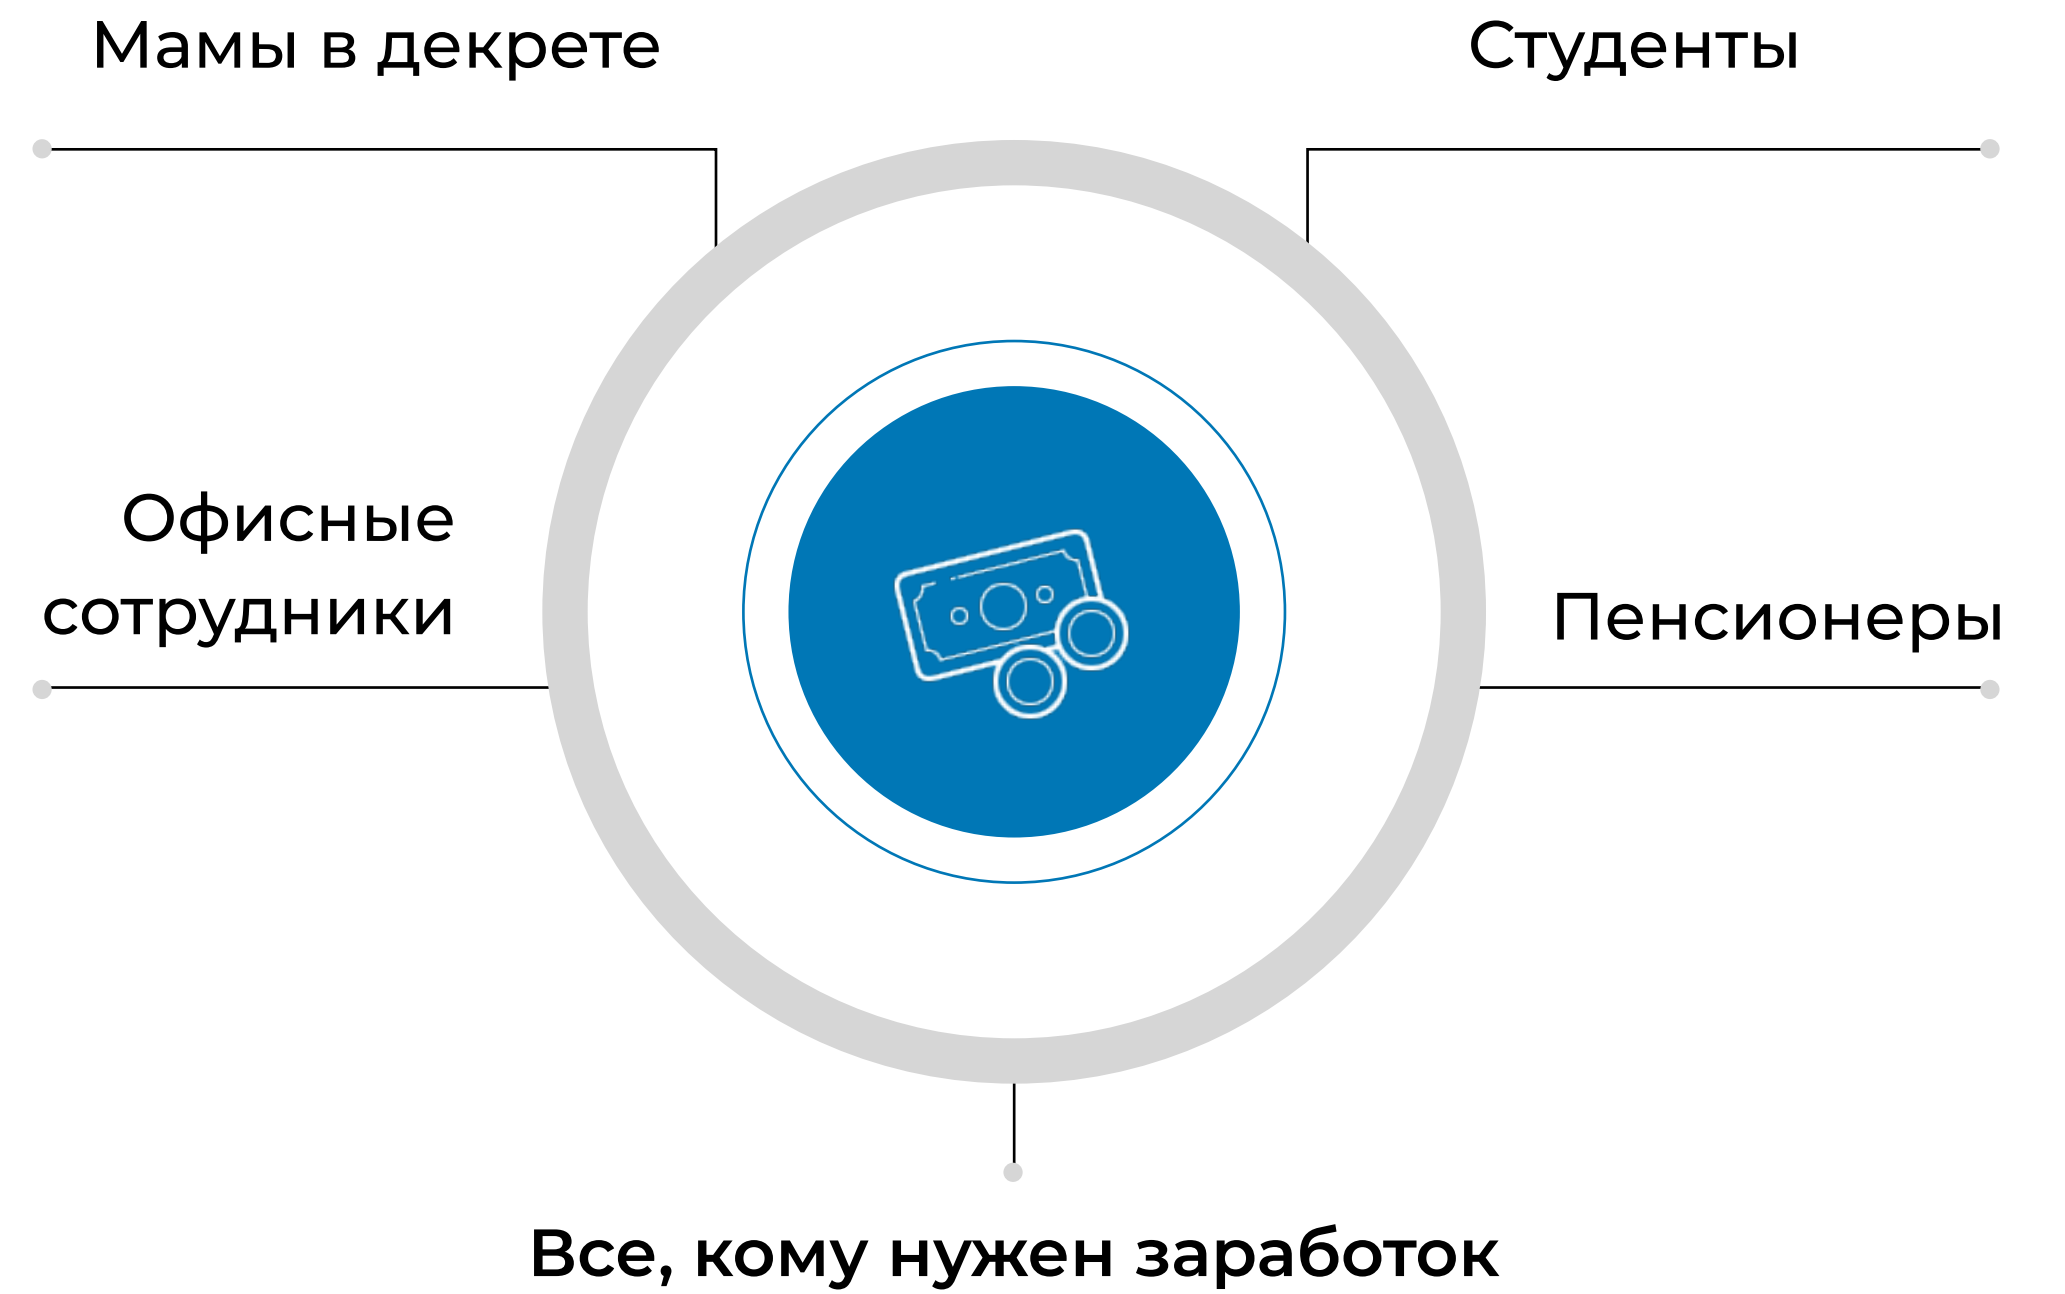 Мамы в декрете
Студенты
Офисные
сотрудники
Пенсионеры
Все, кому нужен заработок